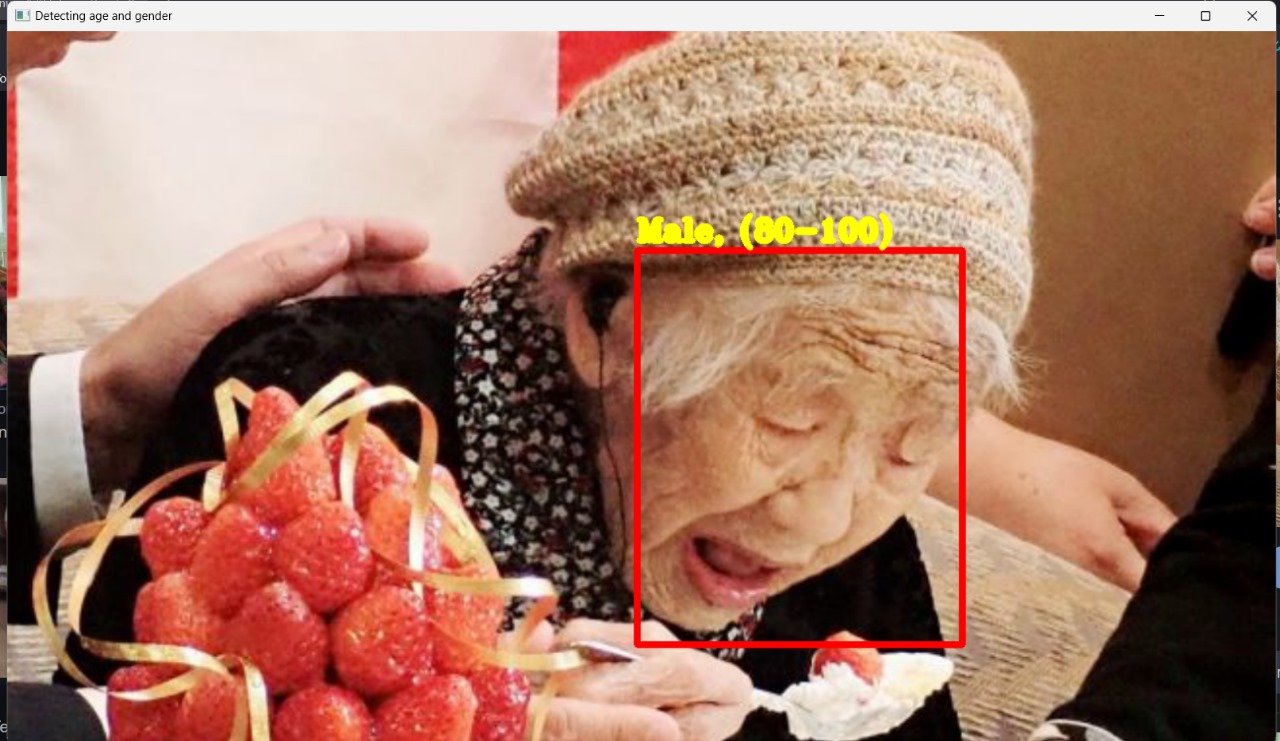 Detecting age and gender
Male, (80-100)